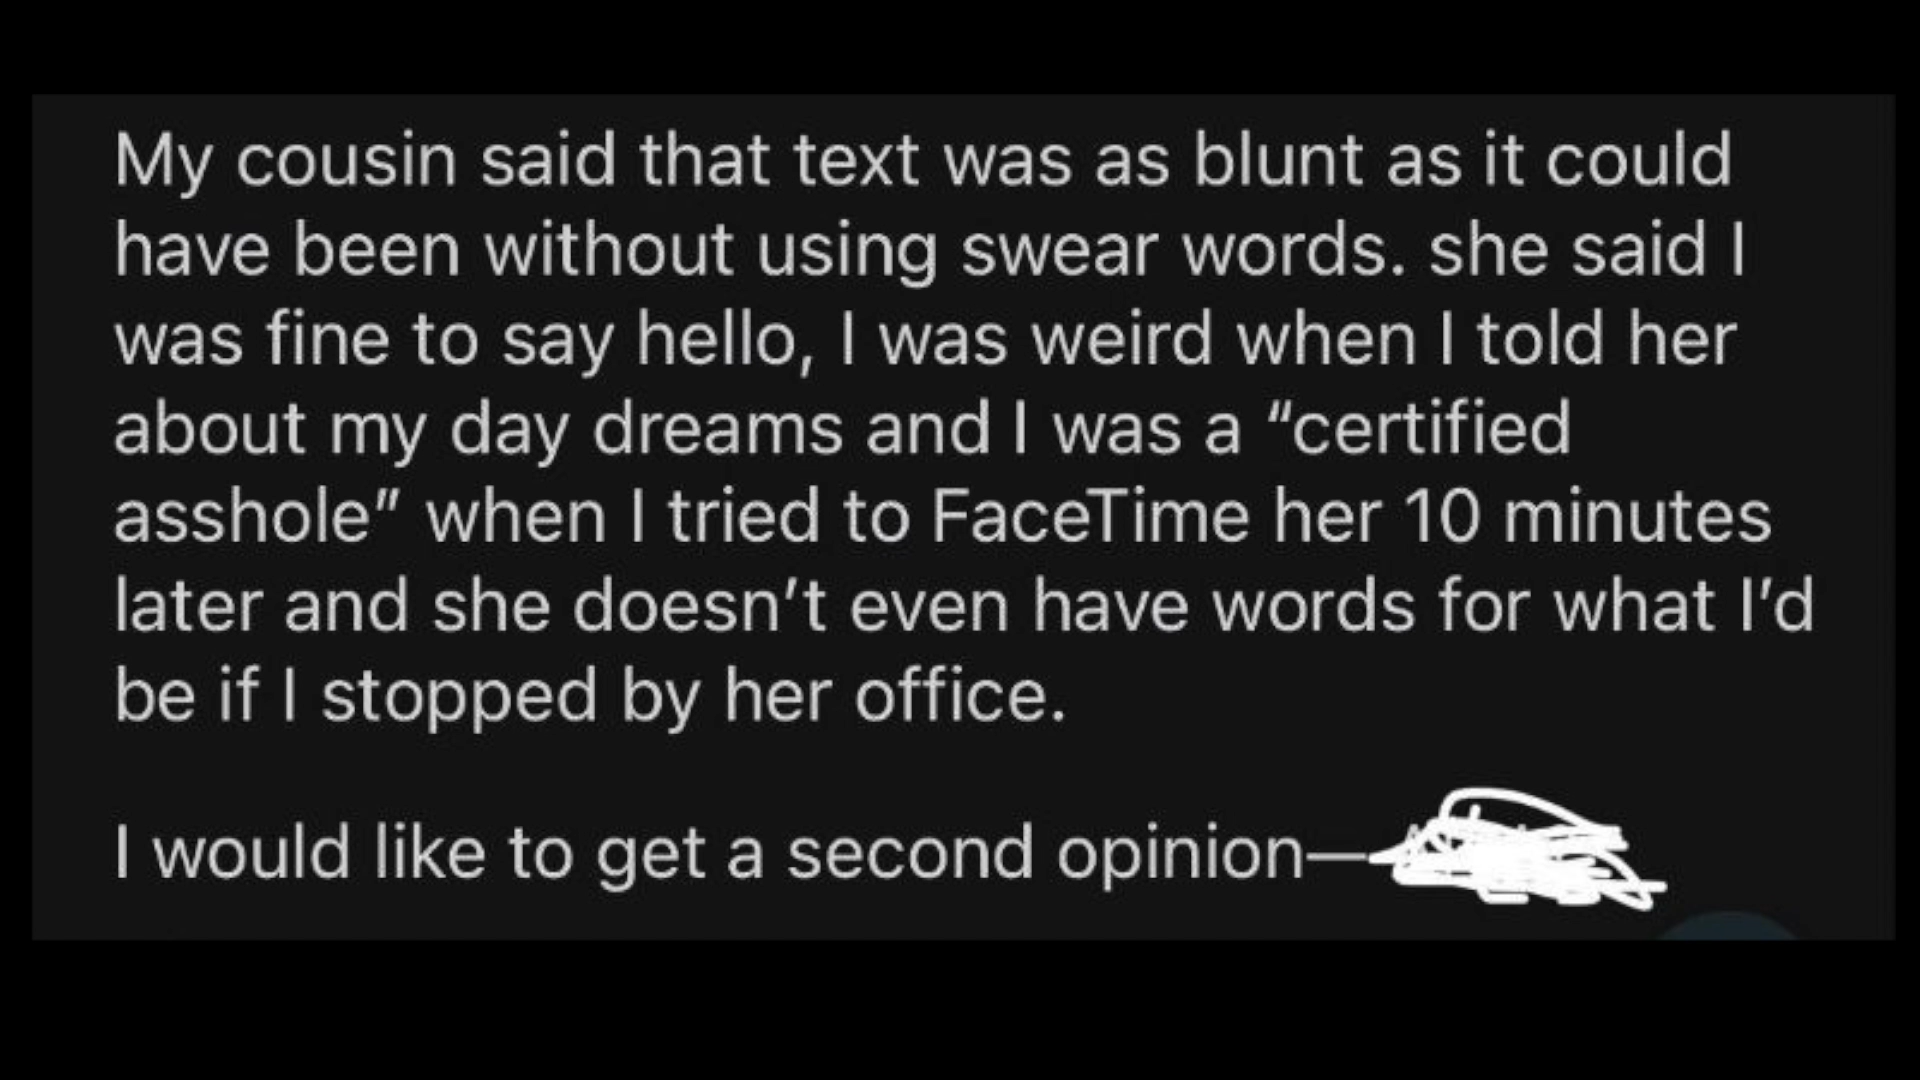 My cousin said that text was as blunt as it could
have been without using swear words. she said I
was fine to say hello, I was weird when I told her
about my day dreams and I was a “certified
asshole” when I tried to FaceTime her 10 minutes
later and she doesn’t even have words for what I’d
be if I stopped by her office.
I would like to get a second opinion—